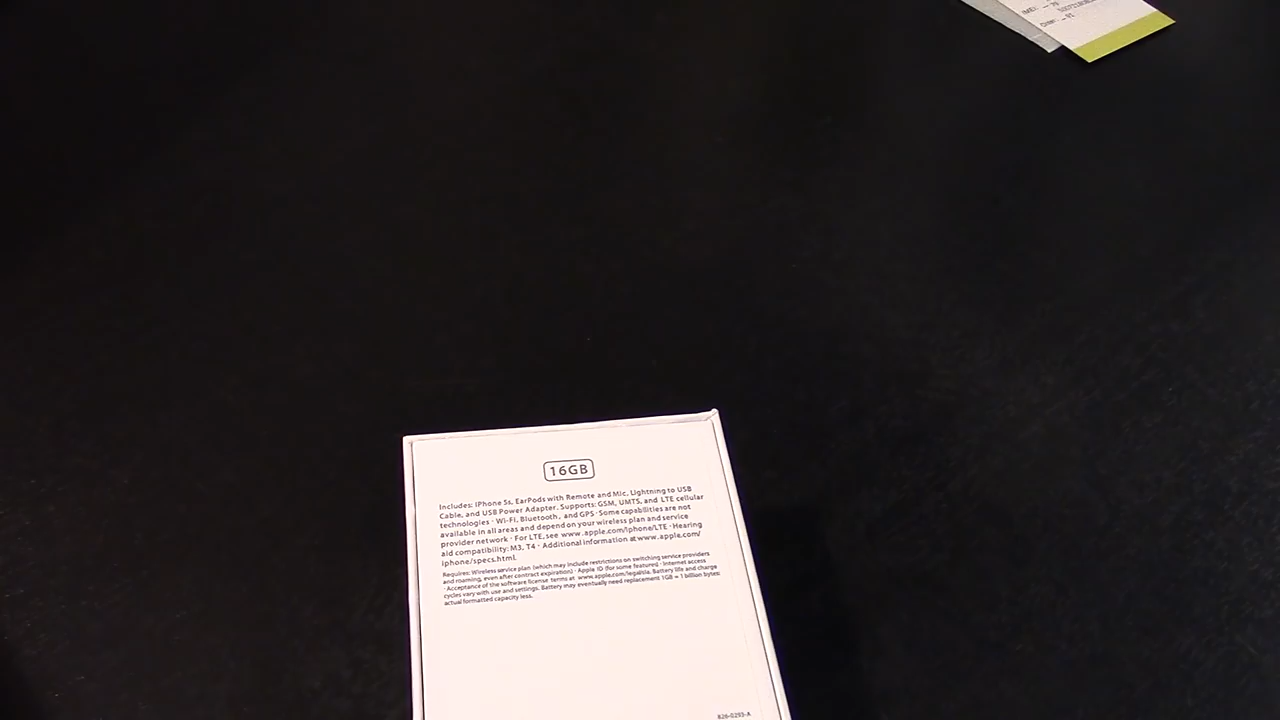 IMEI:
16GB
Includes: iPhone 5s, EarPods with Remote and Mic, Lightning to USB
Cable, and USB Power Adapter. Supports: GSM, UMTS, and LTE cellular
technologies · Wi-Fi, Bluetooth, and GPS · Some capabilities are not
available in all areas and depend on your wireless plan and service
provider network · For LTE, see www.apple.com/iphone/LTE · Hearing
aid compatibility: M3, T4 · Additional information at www.apple.com/
iphone/specs.html.
Requires: Wireless service plan (which may include restrictions on switching service providers
and roaming, even after contract expiration) · Apple ID (for some features) · Internet access
· Acceptance of the software license terms at www.apple.com/legal/sla. Battery life and charge
cycles vary with use and settings. Battery may eventually need replacement 1GB = 1 billion bytes;
actual formatted capacity less.
826-0293-A